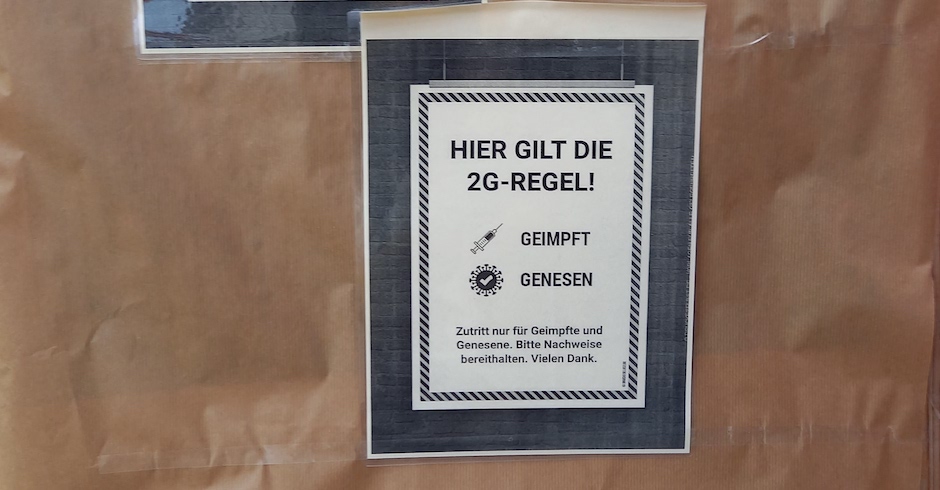 HIER GILT DIE
2G-REGEL!
GEIMPFT
GENESEN
Zutritt nur für Geimpfte und
Genesene. Bitte Nachweise
bereithalten. Vielen Dank.